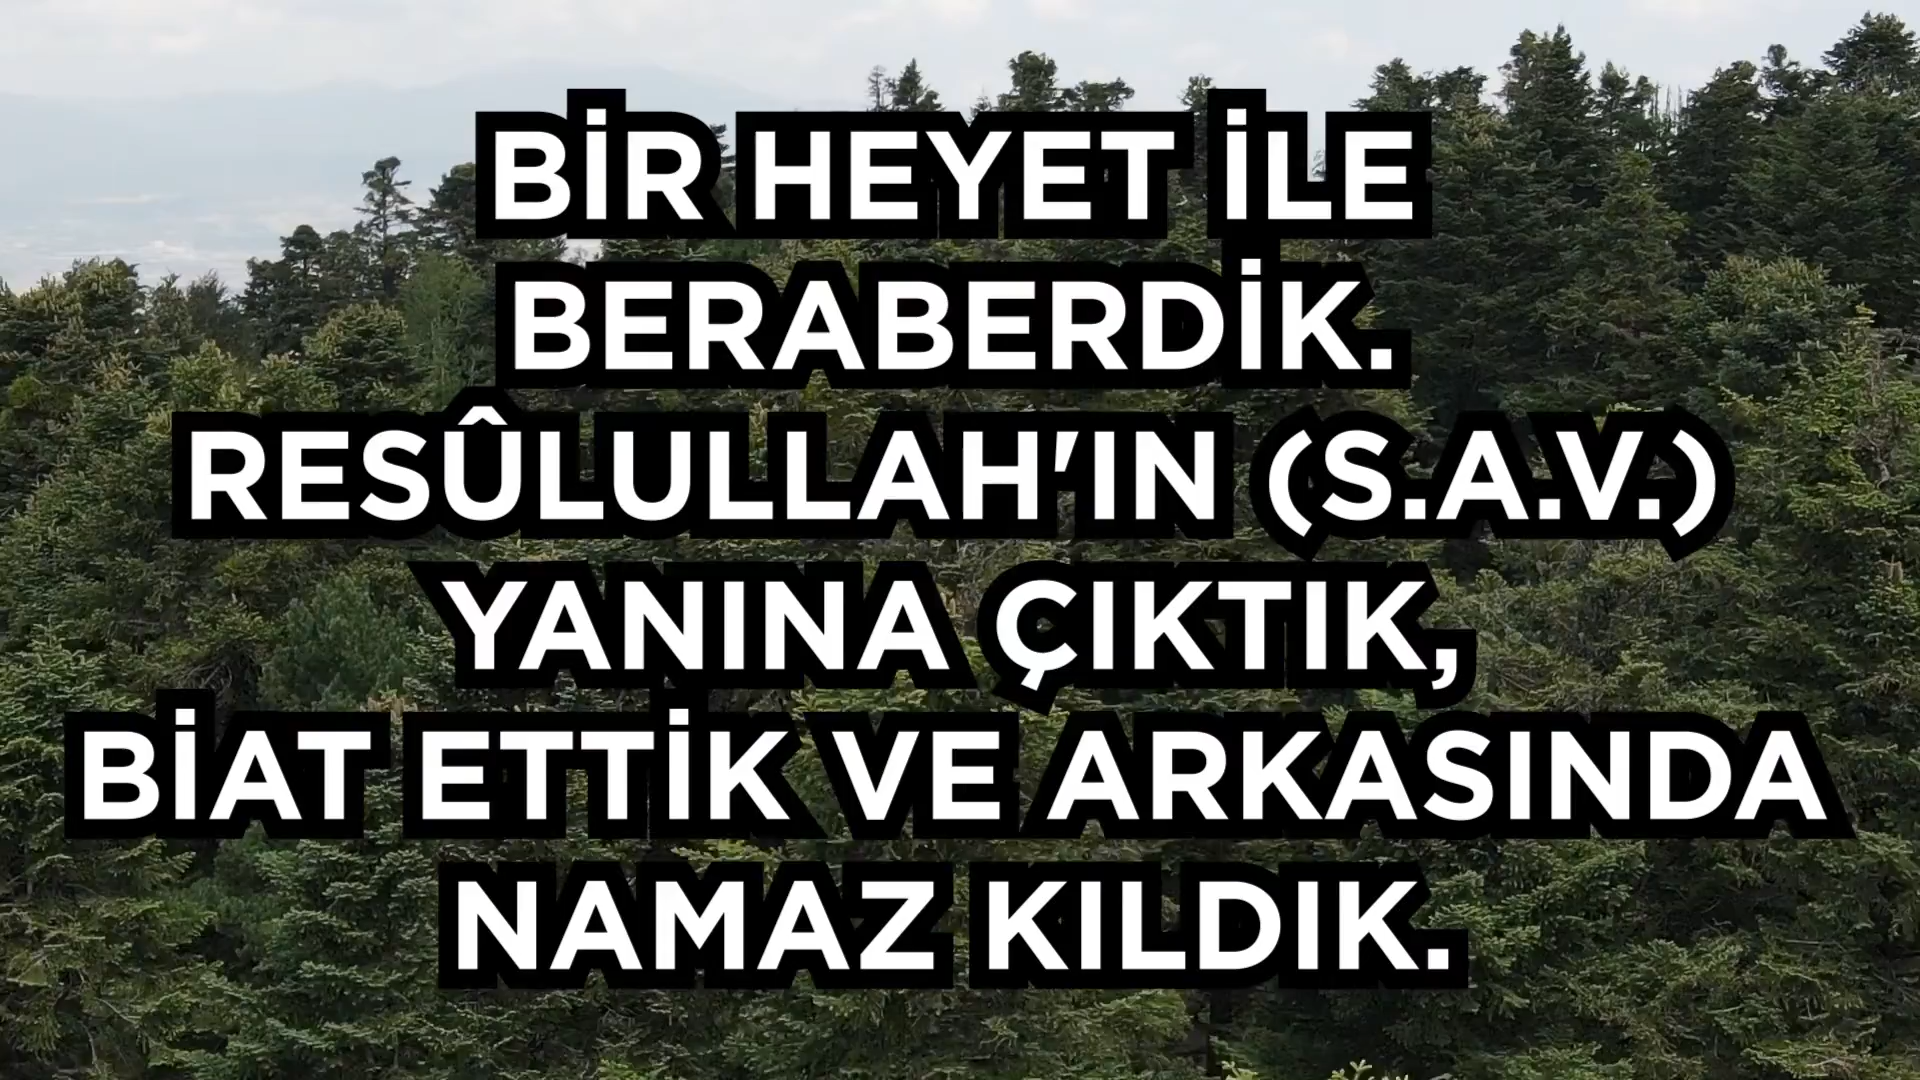 BİR HEYET İLE
BERABERDİK.
RESÛLULLAH'IN (S.A.V.)
YANINA ÇIKTIK,
BİAT ETTİK VE ARKASINDA
NAMAZ KILDIK.